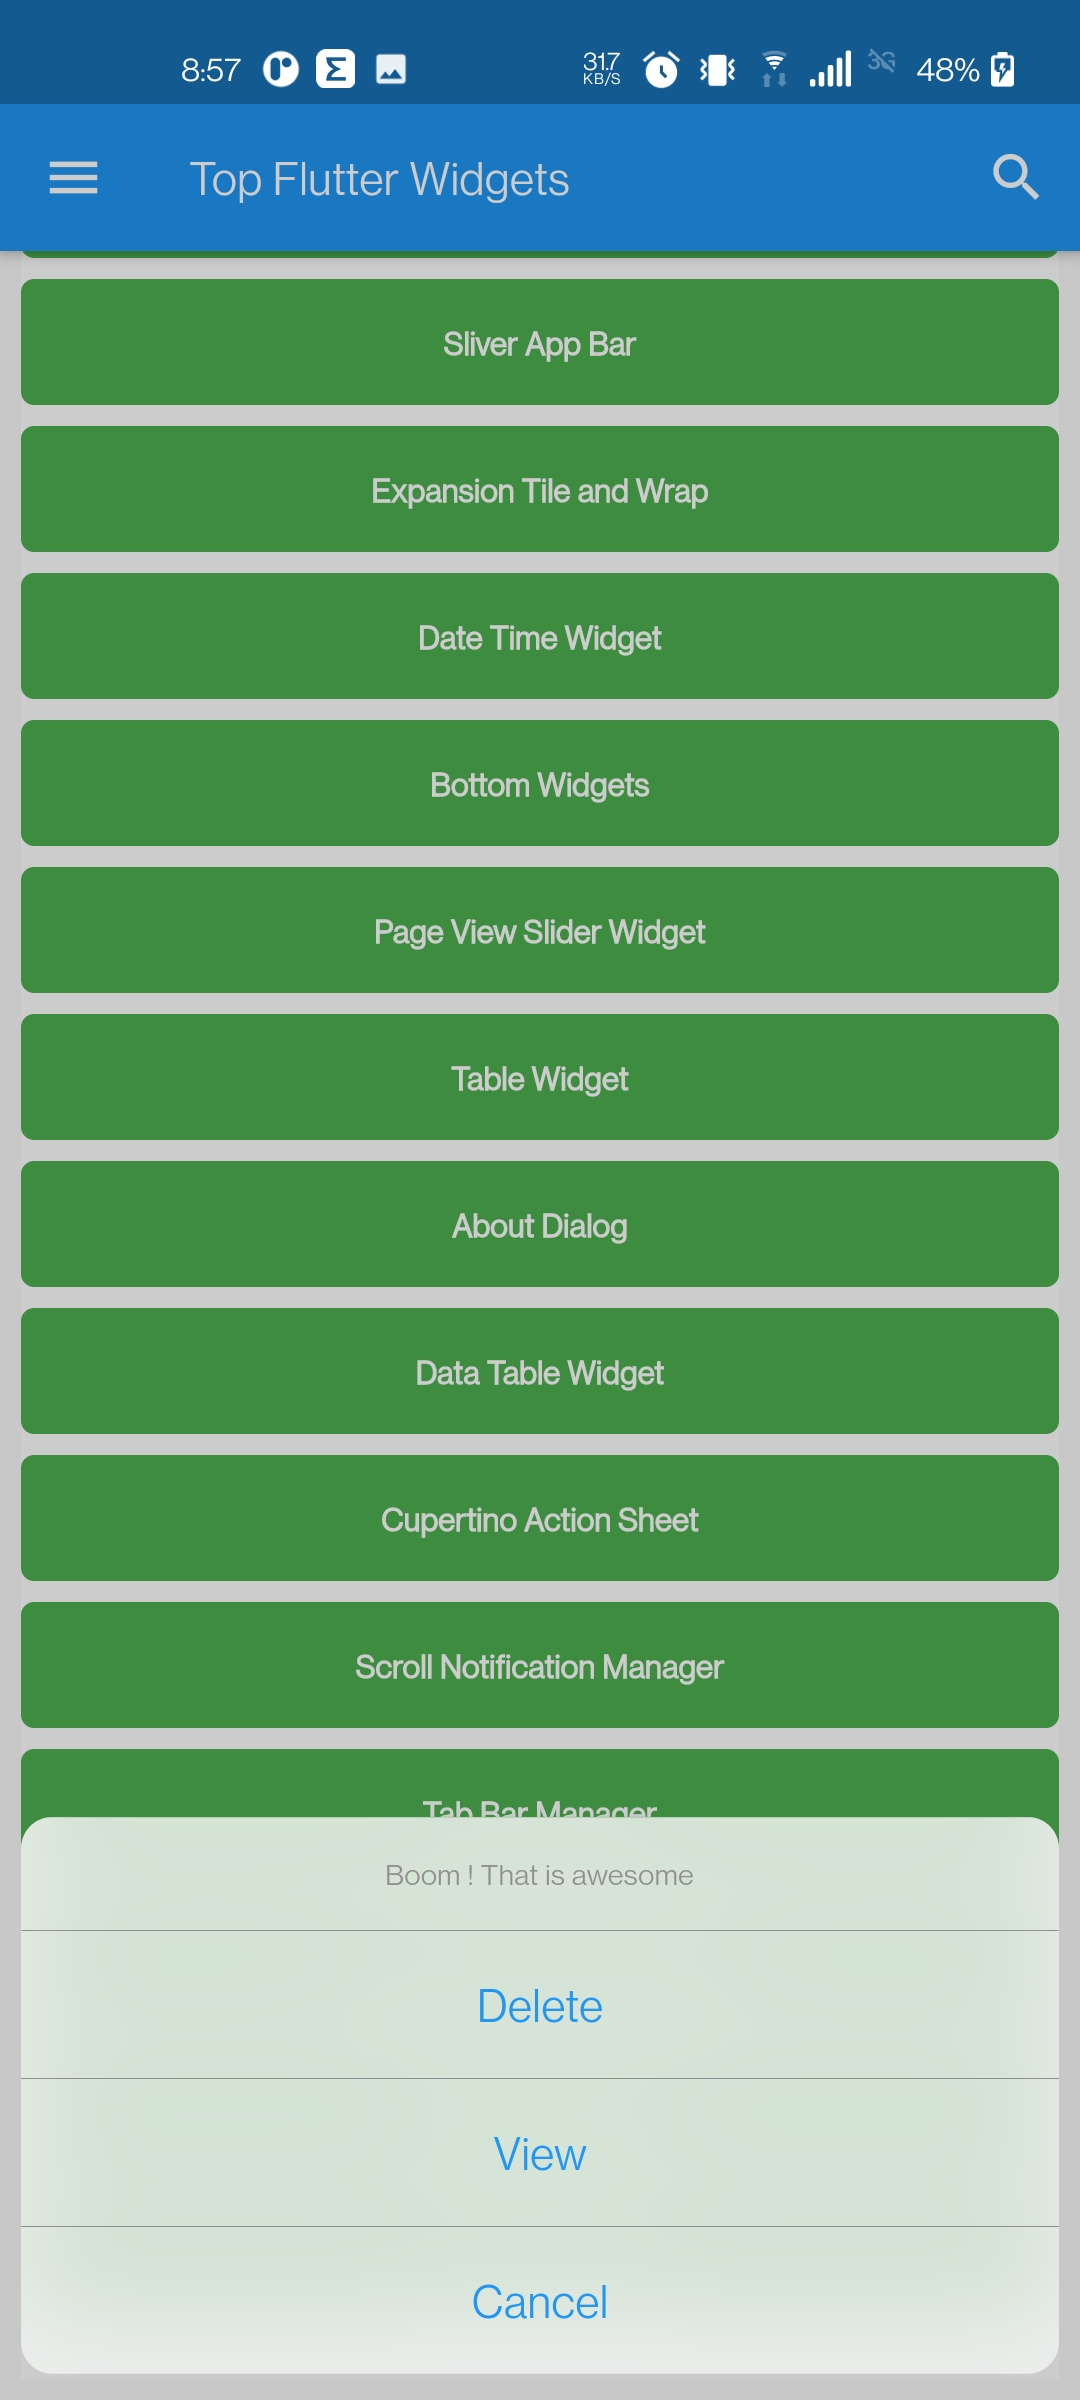 8:57
31.7
KB/S
3G
48%
Top Flutter Widgets
Sliver App Bar
Expansion Tile and Wrap
Date Time Widget
Bottom Widgets
Page View Slider Widget
Table Widget
About Dialog
Data Table Widget
Cupertino Action Sheet
Scroll Notification Manager
Tab Bar Manager
Boom ! That is awesome
Delete
View
Cancel